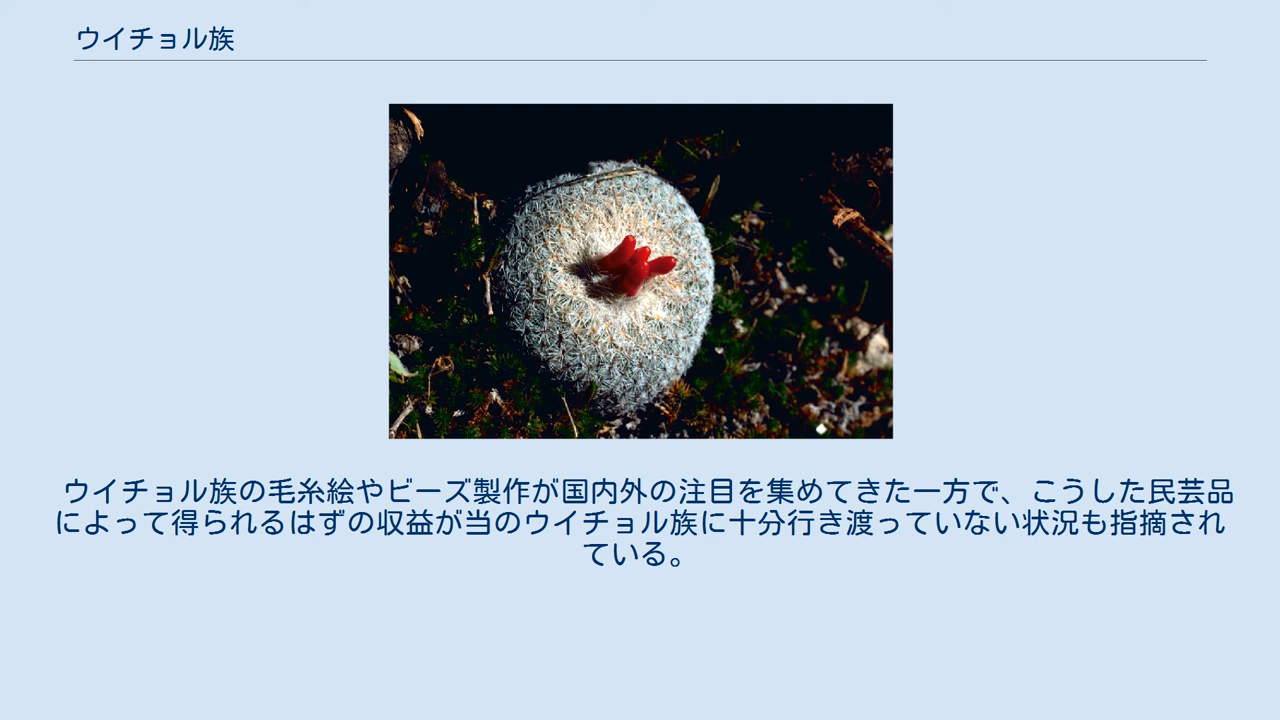 ウイチョル族
ウイチョル族の毛糸絵やビーズ製作が国内外の注目を集めてきた一方で、こうした民芸品
によって得られるはずの収益が当のウイチョル族に十分行き渡っていない状況も指摘され
ている。